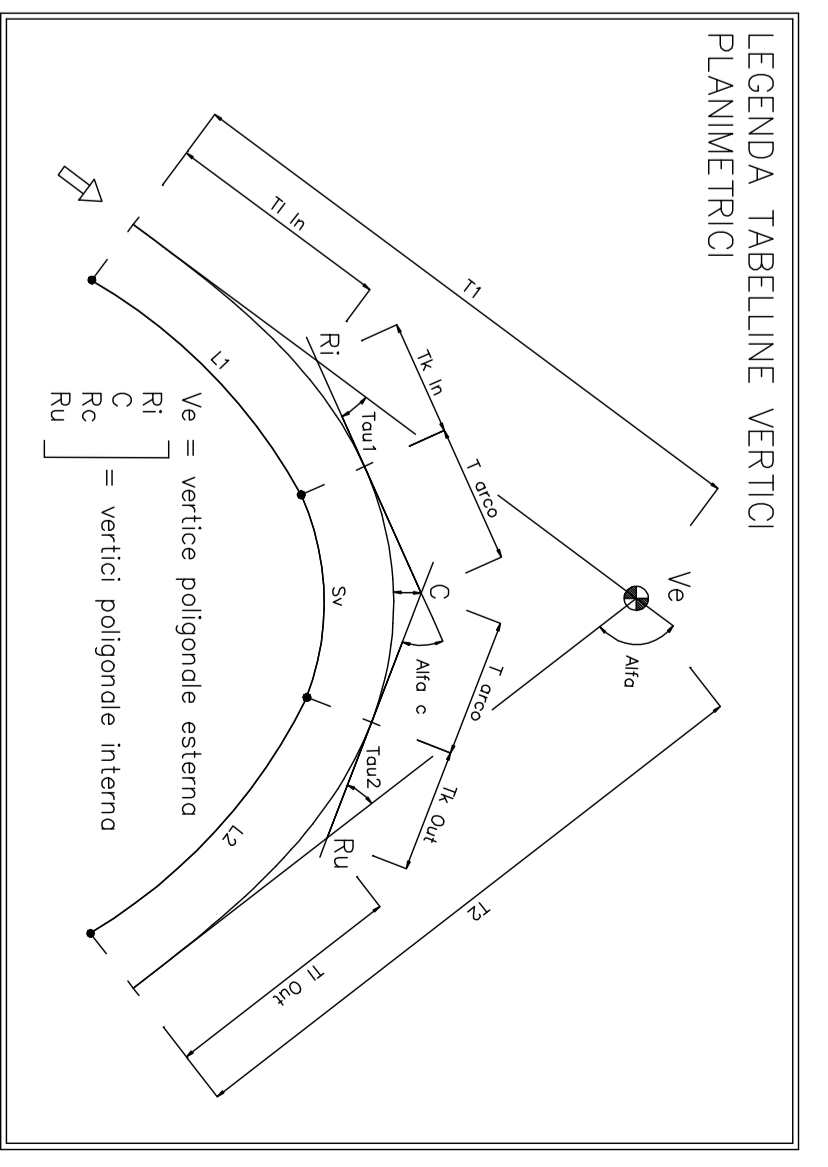 LEGENDA TABELLINE VERTICI
PLANIMETRICI
T1
Tl In
Tk In
T arco
Ve
Alfa
Ri
Tau1
C
Alfa c
T arco
Tk Out
Tau2
Ru
T2
Tl Out
L1
Sv
L2
Ve = vertice poligonale esterna
Ri
C
Rc
Ru
= vertici poligonale interna